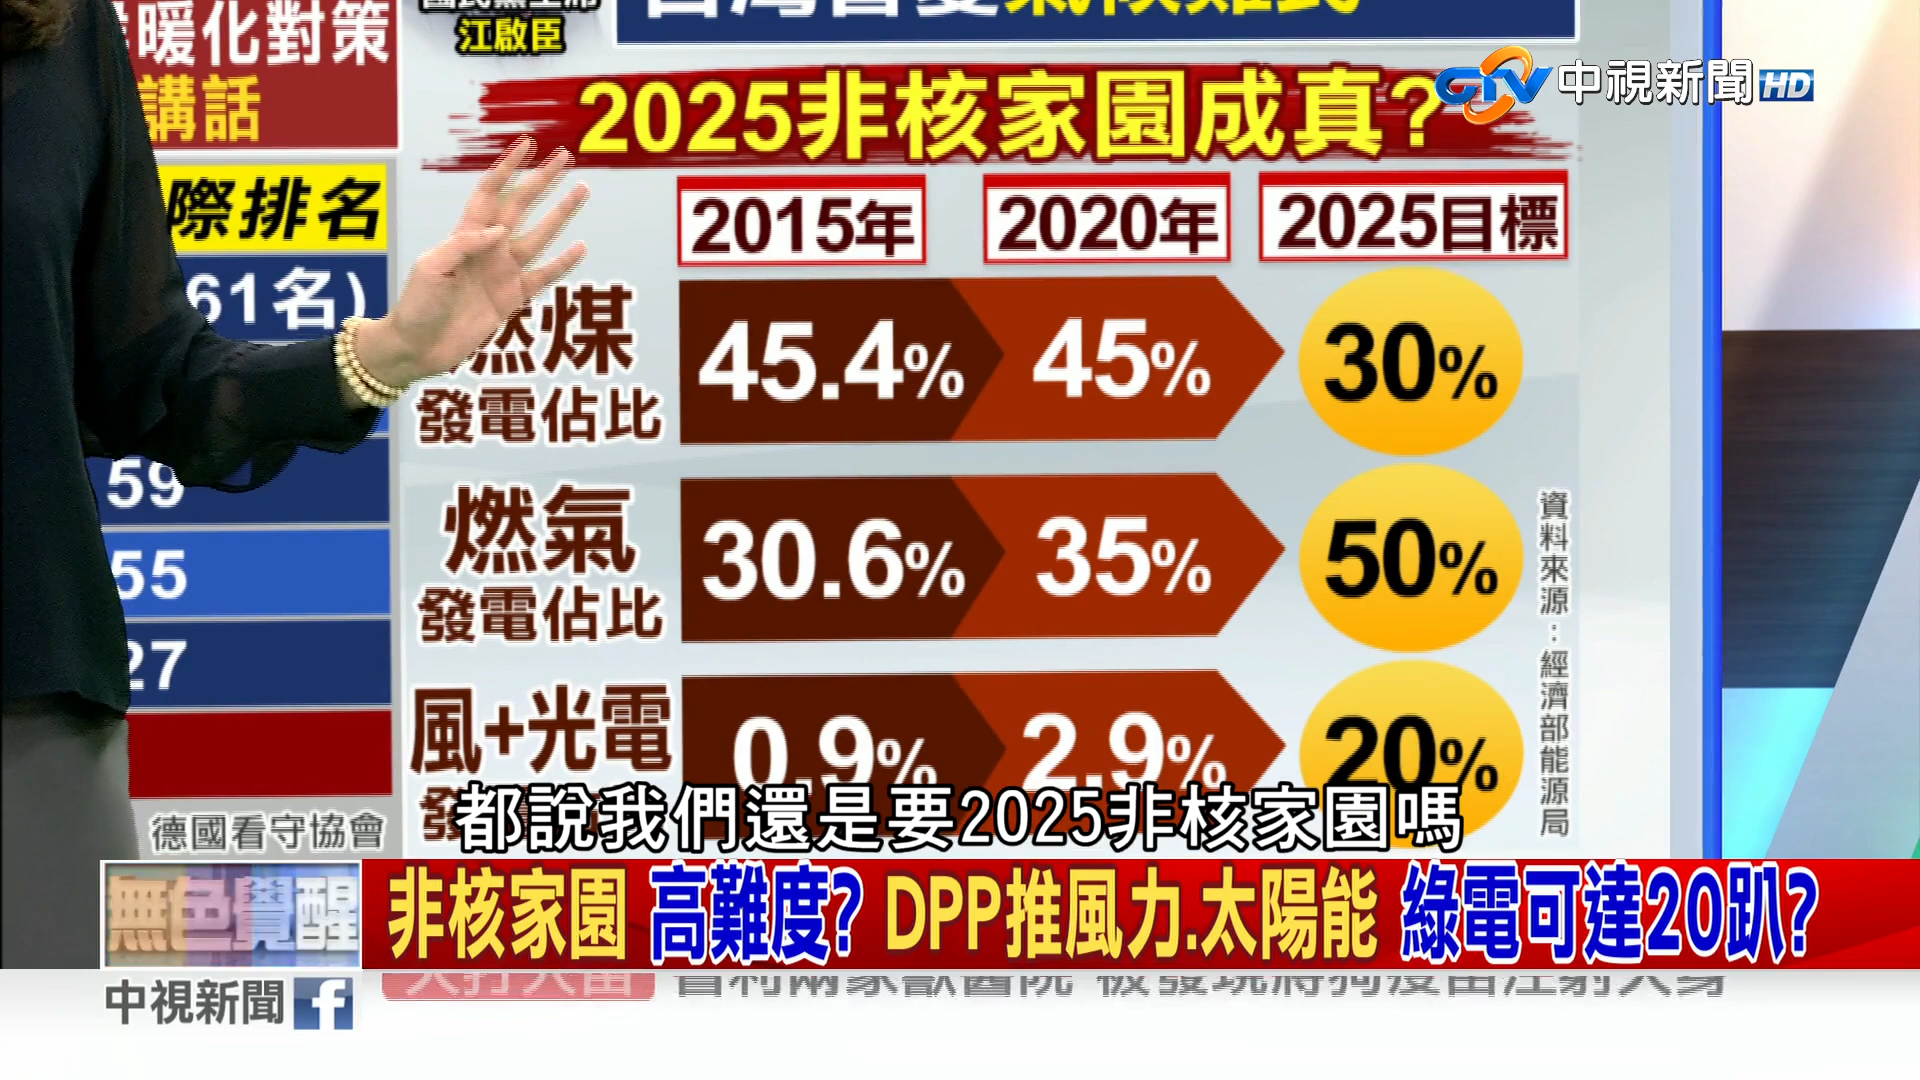 江啟臣
暖化對策
講話
際排名
61名)
59
55
27
德國看守協會
2025非核家園成真?
中視新聞HD
2015年
2020年
2025目標
燃煤
發電佔比
45.4%
45%
30%
燃氣
發電佔比
30.6%
35%
50%
風+光電
0.9%
2.9%
20%
資料來源:經濟部能源局
都說我們還是要2025非核家園嗎
無色覺醒
非核家園 高難度? DPP推風力.太陽能 綠電可達20趴?
中視新聞